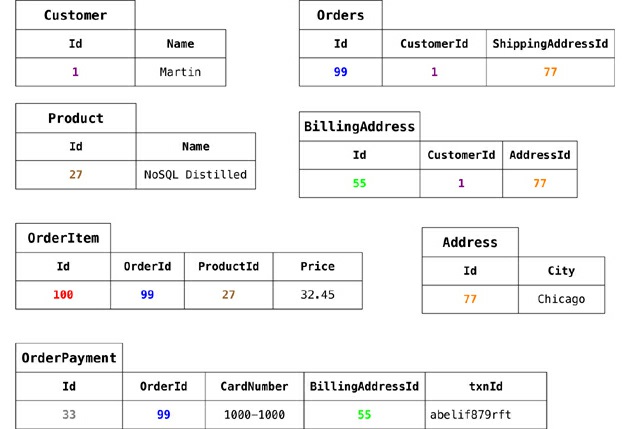 Customer
Id Name
1 Martin
Orders
Id CustomerId ShippingAddressId
99 1 77
Product
Id Name
27 NoSQL Distilled
BillingAddress
Id CustomerId AddressId
55 1 77
OrderItem
Id OrderId ProductId Price
100 99 27 32.45
Address
Id City
77 Chicago
OrderPayment
Id OrderId CardNumber BillingAddressId txnId
33 99 1000-1000 55 abelif879rft